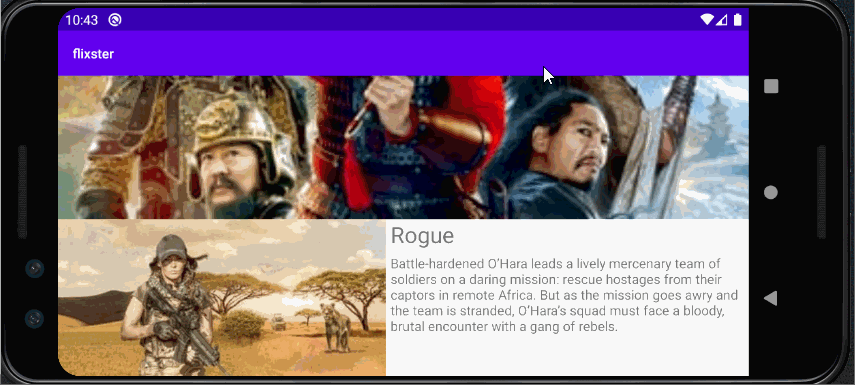 10:43
flixster
Rogue
Battle-hardened O'Hara leads a lively mercenary team of
soldiers on a daring mission: rescue hostages from their
captors in remote Africa. But as the mission goes awry and
the team is stranded, O'Hara's squad must face a bloody,
brutal encounter with a gang of rebels.